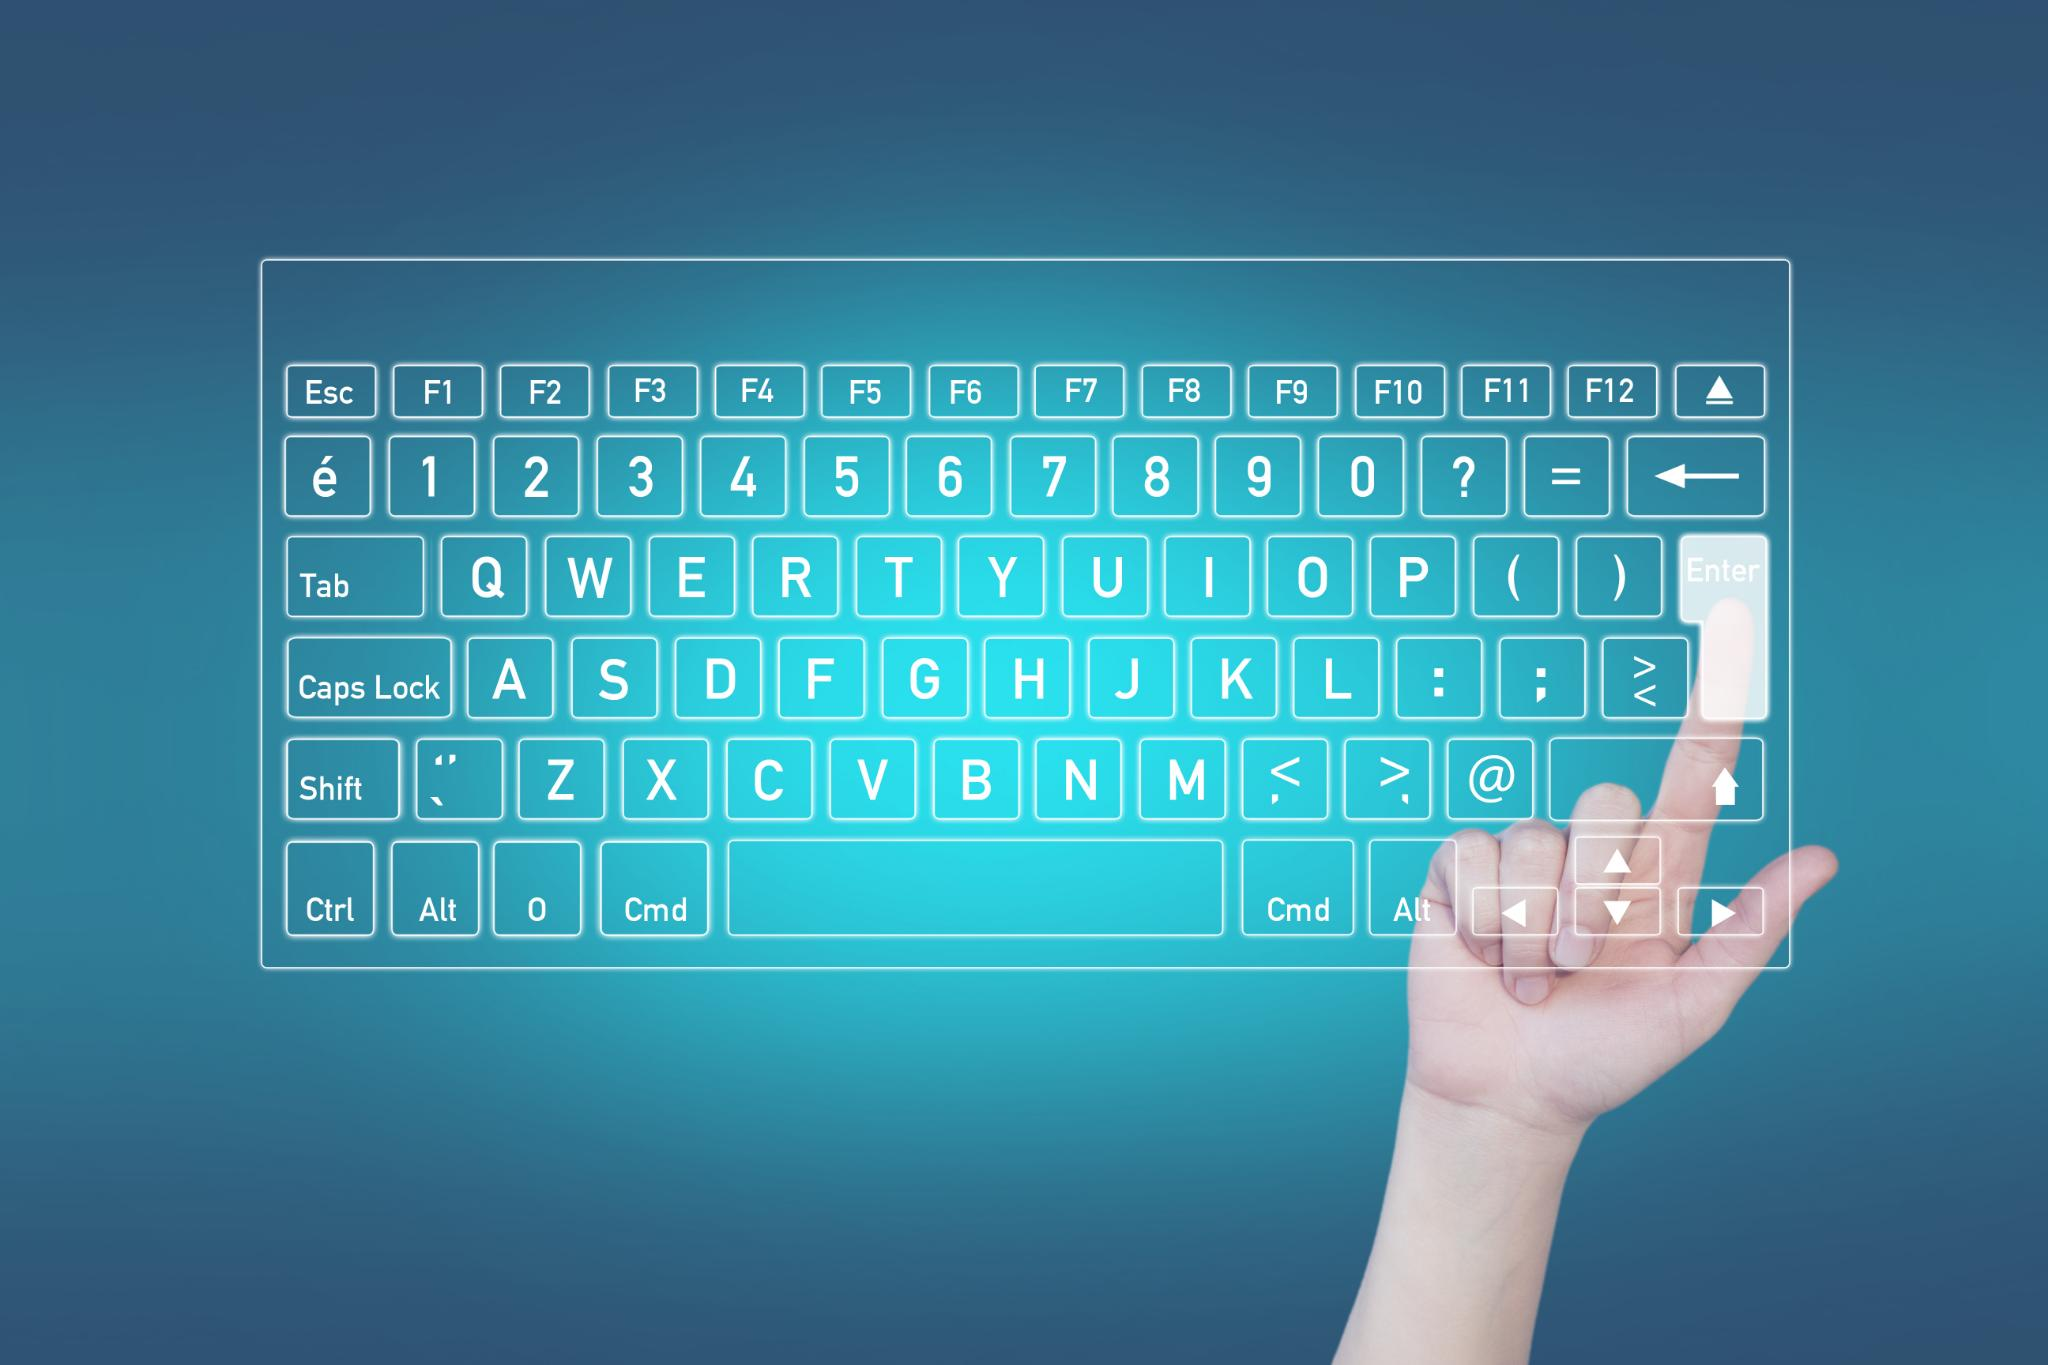 Esc F1 F2 F3 F4 F5 F6 F7 F8 F9 F10 F11 F12
é 1 2 3 4 5 6 7 8 9 0 ? =
Tab Q W E R T Y U I O P ( ) Enter
Caps Lock A S D F G H J K L : ; > <
Shift ‘’ ` Z X C V B N M < , > , @
Ctrl Alt O Cmd Cmd Alt